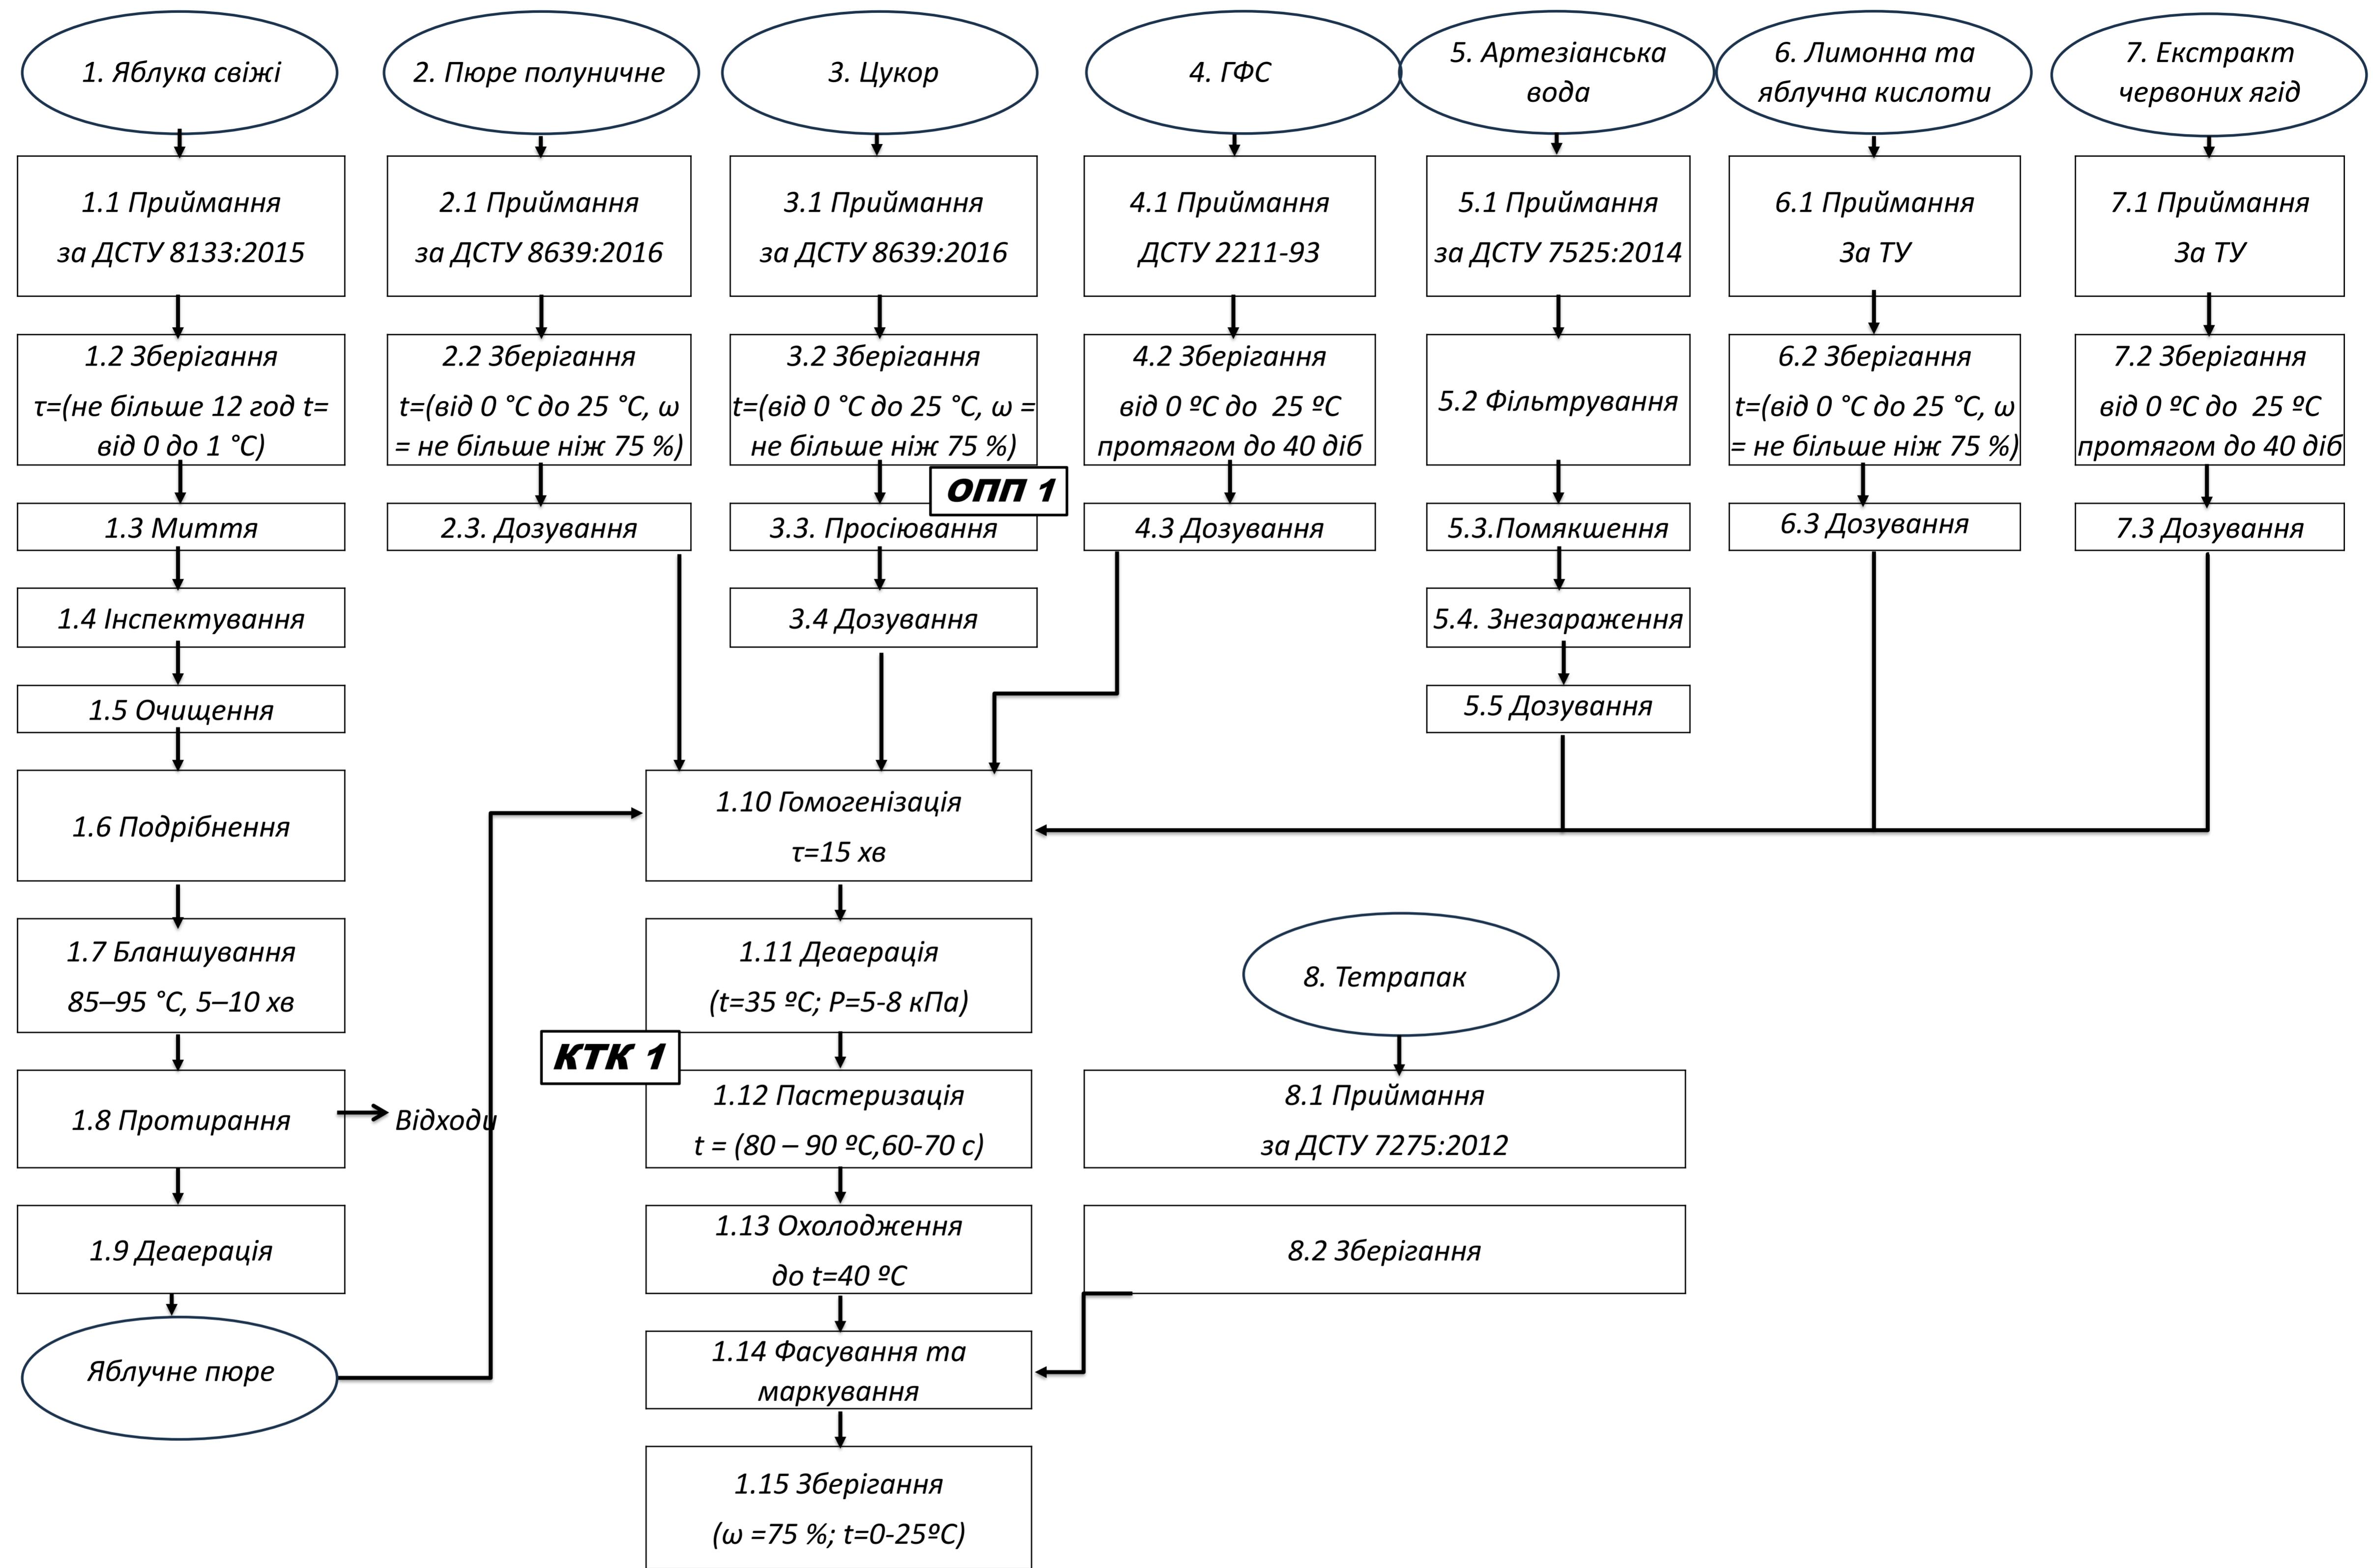 1. Яблука свіжі
2. Пюре полуничне
3. Цукор
4. ГФС
5. Артезіанська
вода
6. Лимонна та
яблучна кислоти
7. Екстракт
червоних ягід
1.1 Приймання
за ДСТУ 8133:2015
2.1 Приймання
за ДСТУ 8639:2016
3.1 Приймання
за ДСТУ 8639:2016
4.1 Приймання
ДСТУ 2211-93
5.1 Приймання
за ДСТУ 7525:2014
6.1 Приймання
За ТУ
7.1 Приймання
За ТУ
1.2 Зберігання
τ=(не більше 12 год t=
від 0 до 1 °С)
2.2 Зберігання
t=(від 0 °С до 25 °С, ω
= не більше ніж 75 %)
3.2 Зберігання
t=(від 0 °С до 25 °С, ω =
не більше ніж 75 %)
4.2 Зберігання
від 0 ºС до 25 ºС
протягом до 40 діб
5.2 Фільтрування
6.2 Зберігання
t=(від 0 °С до 25 °С, ω
= не більше ніж 75 %)
7.2 Зберігання
від 0 ºС до 25 ºС
протягом до 40 діб
ОПП 1
1.3 Миття
2.3. Дозування
3.3. Просіювання
4.3 Дозування
5.3.Помякшення
6.3 Дозування
7.3 Дозування
1.4 Інспектування
3.4 Дозування
5.4. Знезараження
1.5 Очищення
5.5 Дозування
1.6 Подрібнення
1.10 Гомогенізація
τ=15 хв
1.7 Бланшування
85–95 °С, 5–10 хв
1.11 Деаерація
(t=35 ºС; Р=5-8 кПа)
8. Тетрапак
КТК 1
1.8 Протирання
Відходи
1.12 Пастеризація
t = (80 – 90 ºС,60-70 с)
8.1 Приймання
за ДСТУ 7275:2012
1.9 Деаерація
1.13 Охолодження
до t=40 ºС
8.2 Зберігання
Яблучне пюре
1.14 Фасування та
маркування
1.15 Зберігання
(ω =75 %; t=0-25ºС)